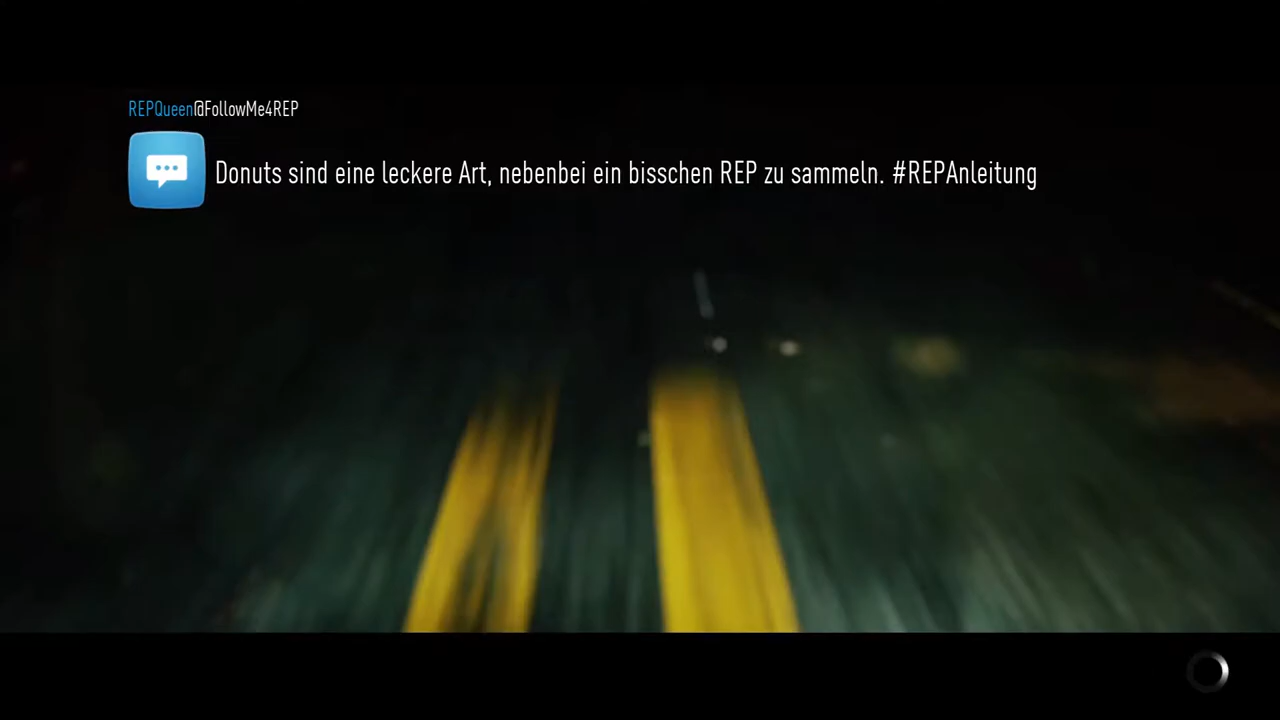 REPQueen@FollowMe4REP
Donuts sind eine leckere Art, nebenbei ein bisschen REP zu sammeln. #REPAnleitung